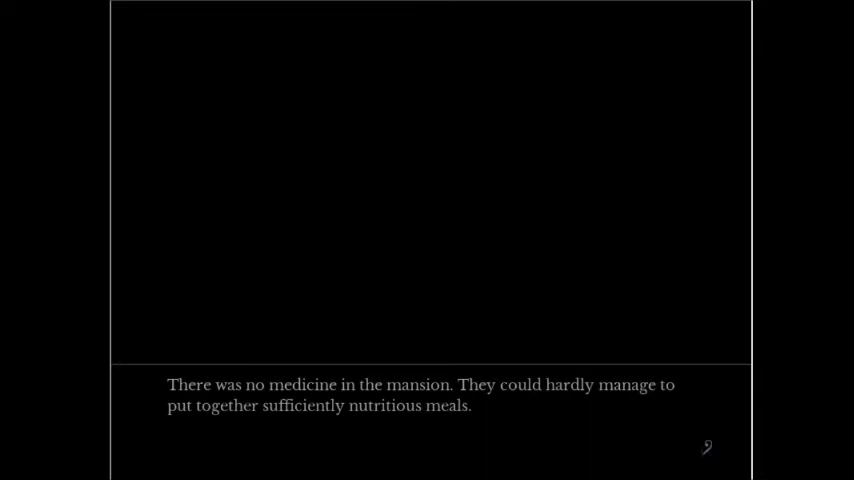 There was no medicine in the mansion. They could hardly manage to
put together sufficiently nutritious meals.